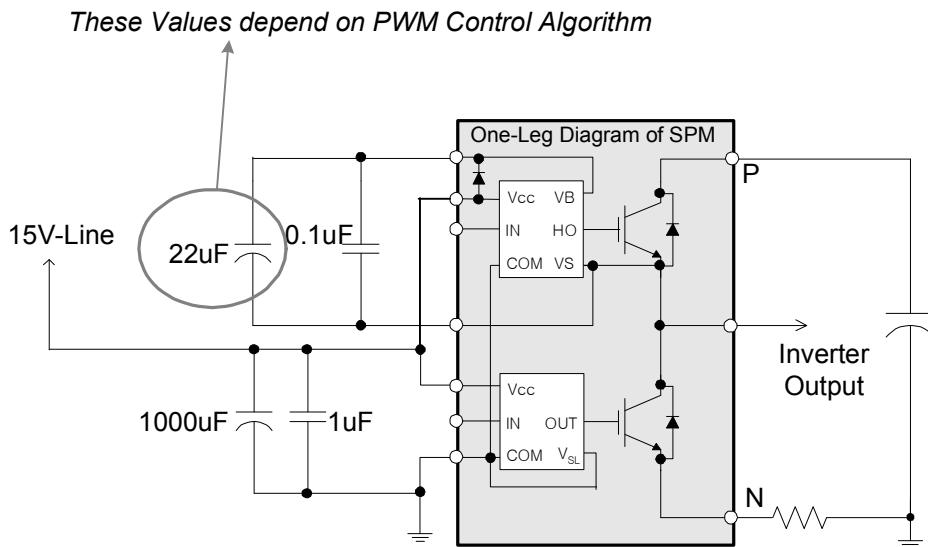 These Values depend on PWM Control Algorithm
One-Leg Diagram of SPM
P
Vcc VB
15V-Line
22uF
0.1uF
IN HO
COM VS
Inverter
Output
Vcc
1000uF
1uF
IN OUT
COM VSL
N